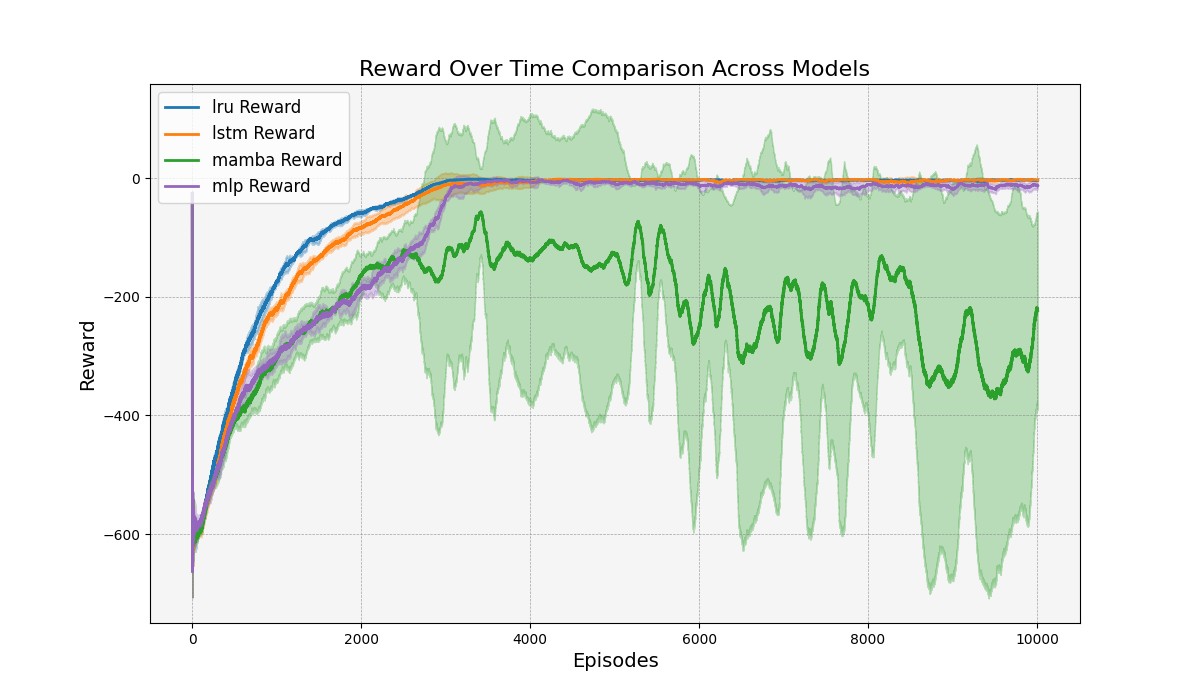 Reward Over Time Comparison Across Models
lru Reward
lstm Reward
mamba Reward
mlp Reward
0
−200
−400
−600
Reward
0 2000 4000 6000 8000 10000
Episodes